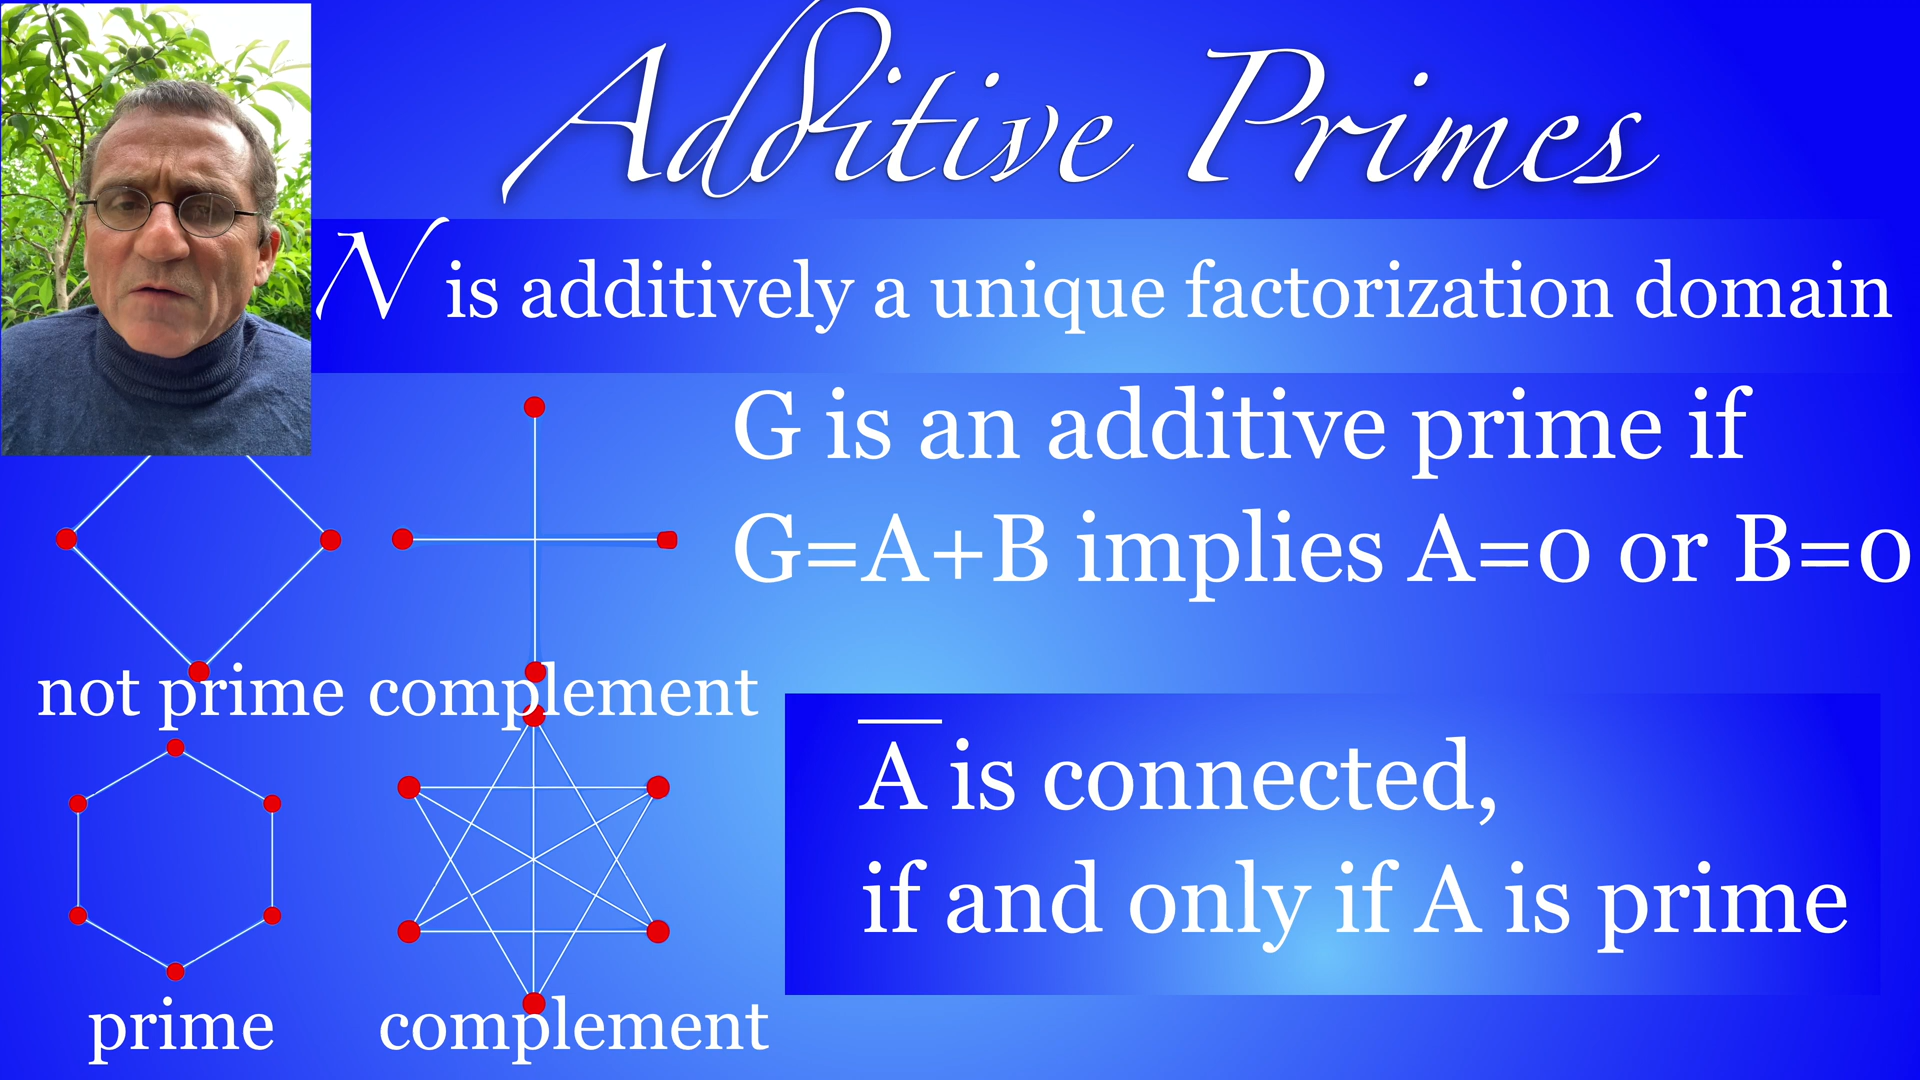 Additive Primes
N is additively a unique factorization domain
G is an additive prime if
G=A+B implies A=0 or B=0
not prime complement
A̅ is connected,
if and only if A is prime
prime complement